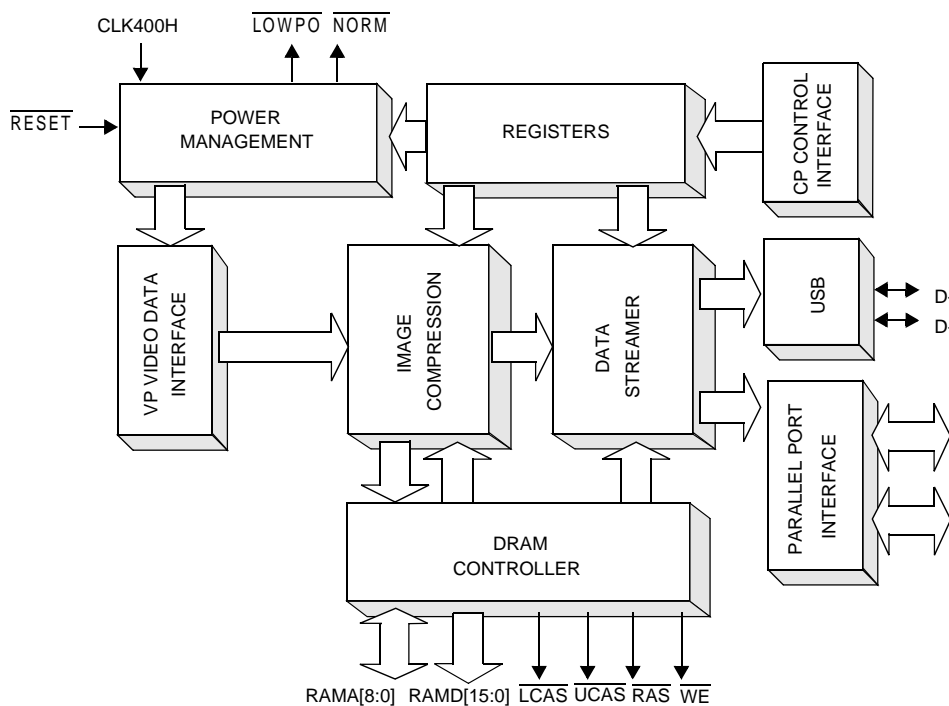 CLK400H
LOWPO NORM
RESET
POWER
MANAGEMENT
REGISTERS
CP CONTROL
INTERFACE
VP VIDEO DATA
INTERFACE
IMAGE
COMPRESSION
DATA
STREAMER
USB
D-
D-
PARALLEL PORT
INTERFACE
DRAM
CONTROLLER
RAMA[8:0] RAMD[15:0] LCAS UCAS RAS WE